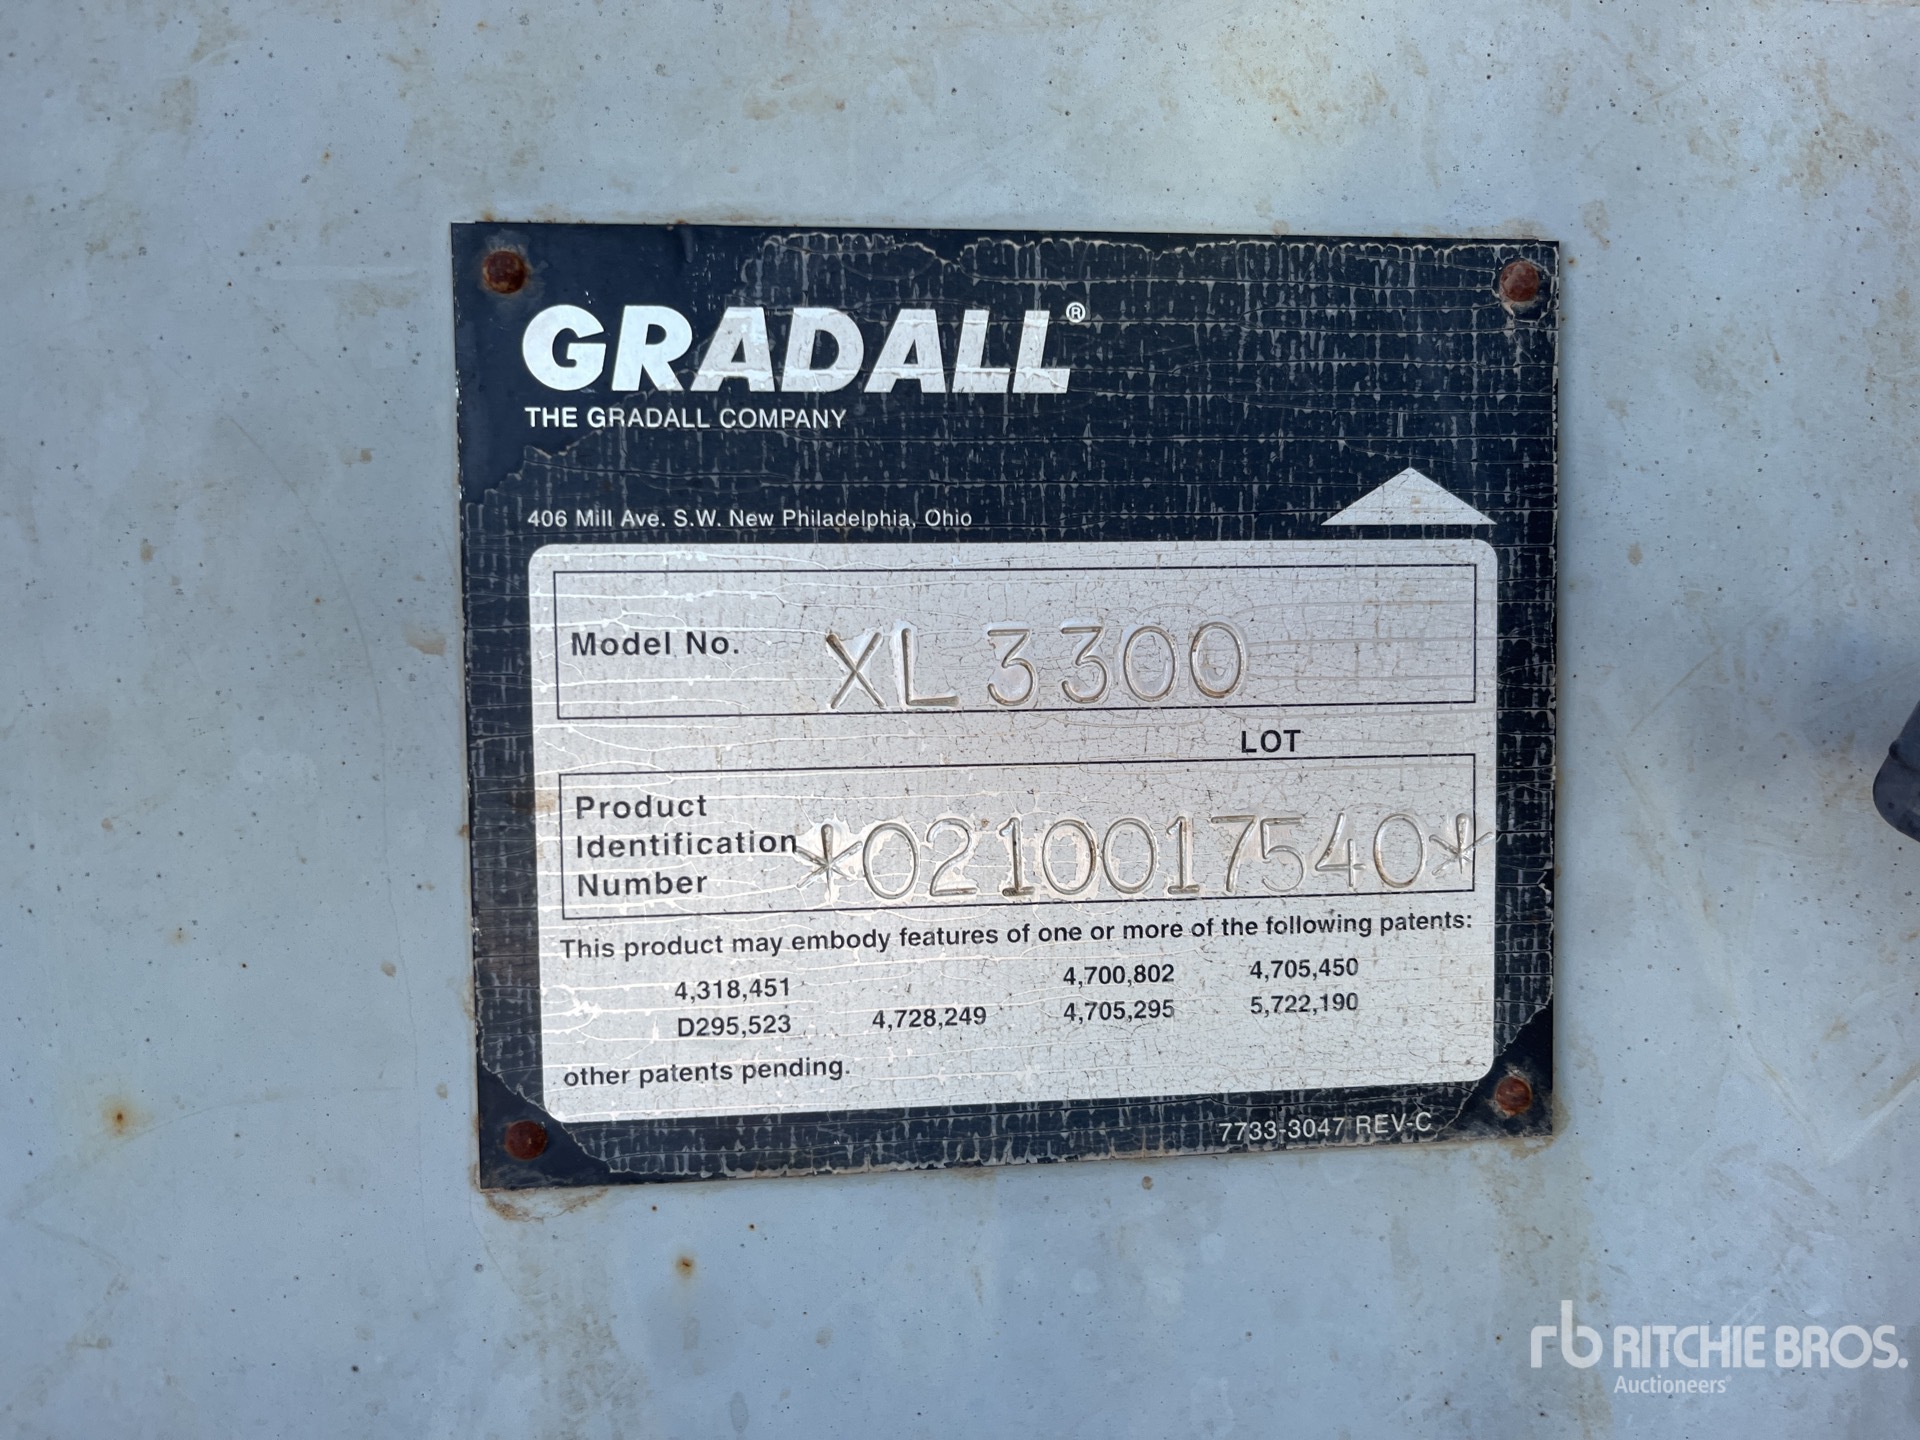 GRADALL®
THE GRADALL COMPANY
406 Mill Ave. S.W. New Philadelphia, Ohio
Model No. XL3300
LOT
Product
Identification
Number *0210017540*
This product may embody features of one or more of the following patents:
4,318,451 4,700,802 4,705,450
D295,523 4,728,249 4,705,295 5,722,190
other patents pending.
7733-3047 REV-C
rb RITCHIE BROS.
Auctioneers